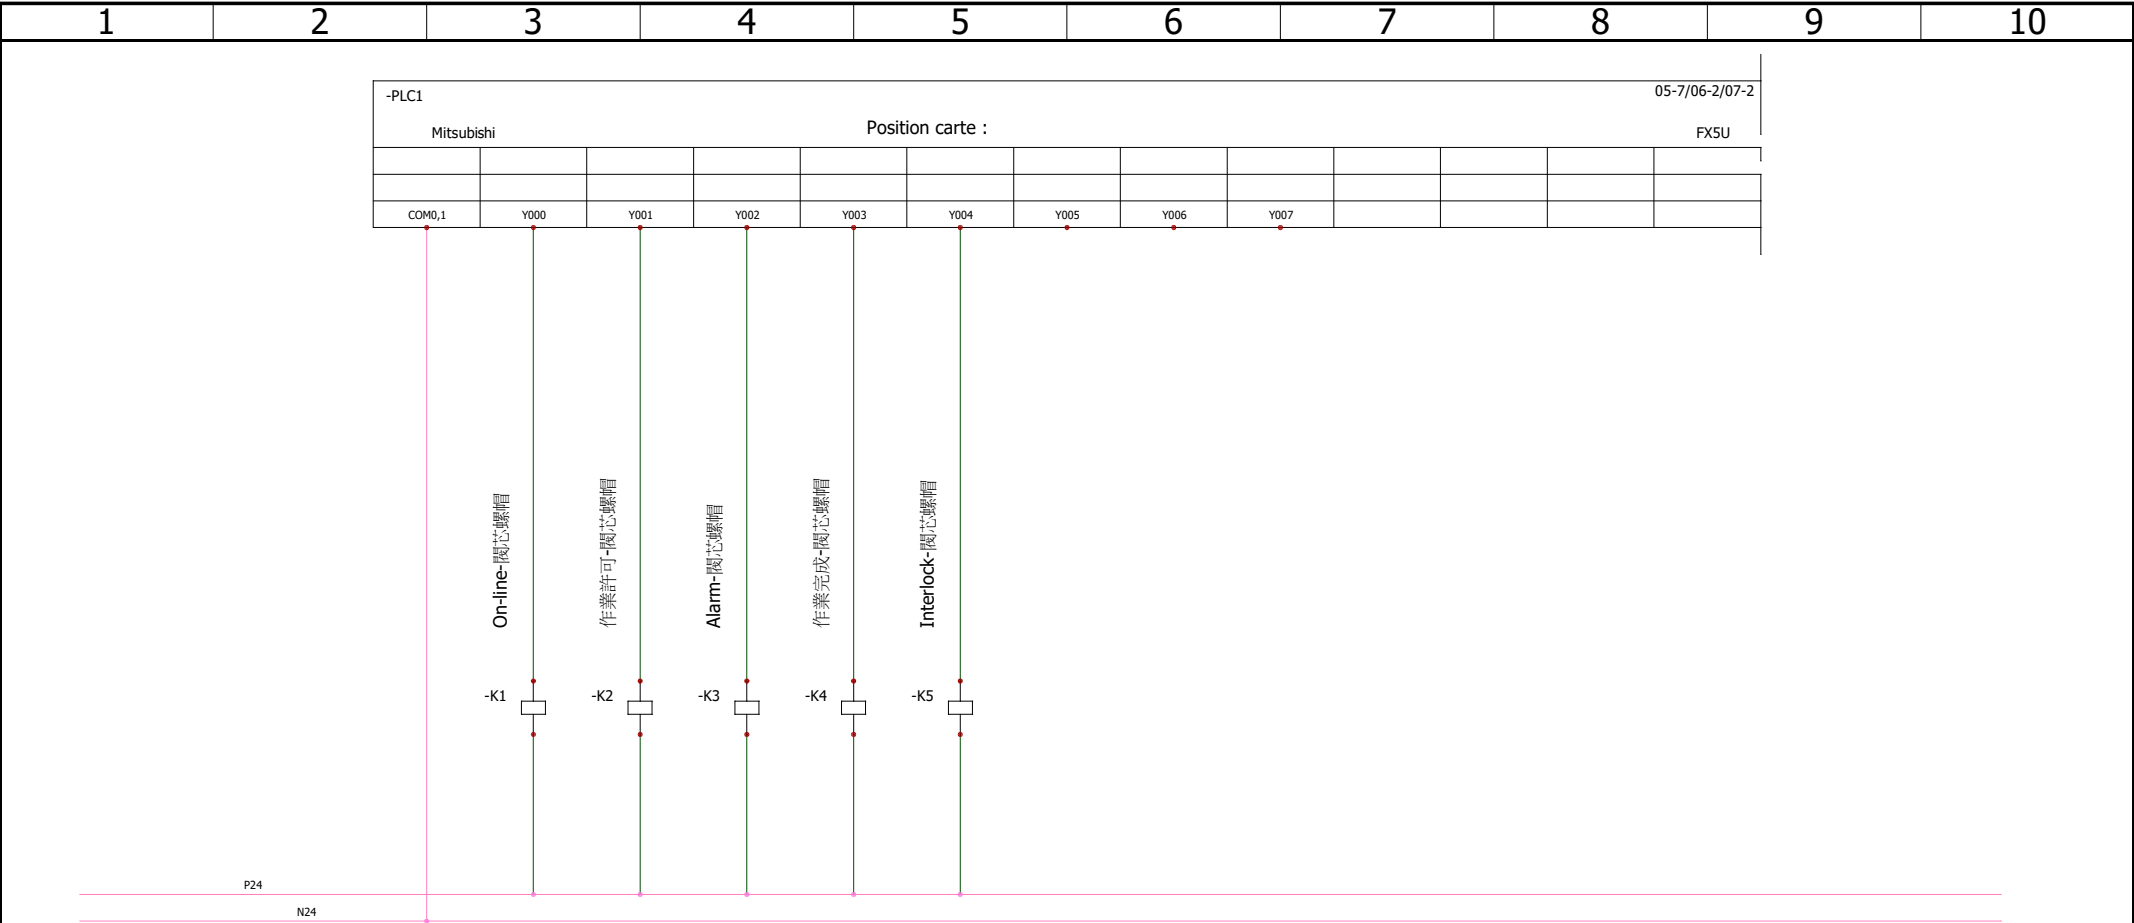 1 2 3 4 5 6 7 8 9 10
-PLC1 05-7/06-2/07-2
Mitsubishi Position carte : FX5U
COM0,1 Y000 Y001 Y002 Y003 Y004 Y005 Y006 Y007
On-line-閥芯螺帽
作業許可-閥芯螺帽
Alarm-閥芯螺帽
作業完成-閥芯螺帽
Interlock-閥芯螺帽
-K1 -K2 -K3 -K4 -K5
P24
N24